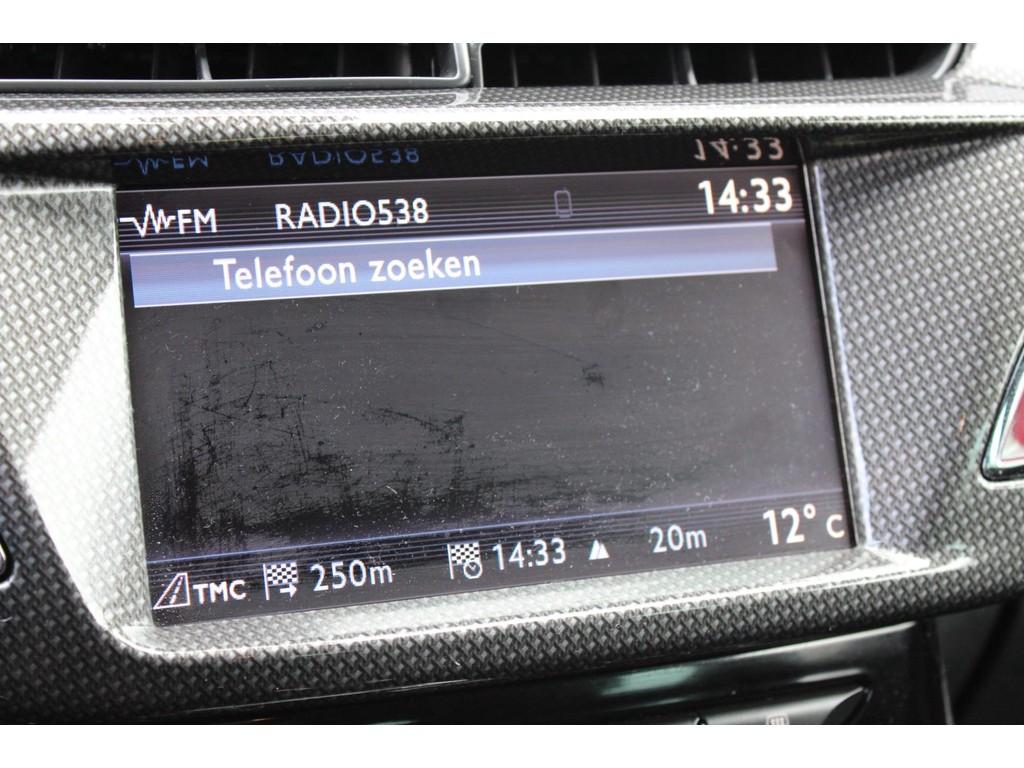 FM RADIO538 14:33
Telefoon zoeken
TMC 250m 14:33 20m 12° C